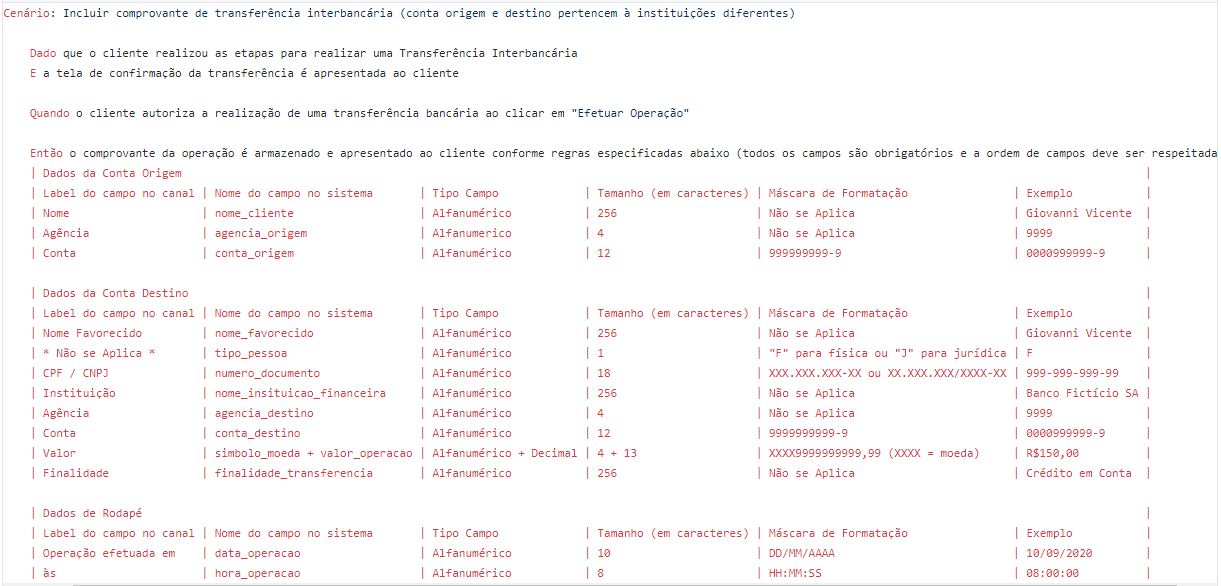 Cenário: Incluir comprovante de transferência interbancária (conta origem e destino pertencem à instituições diferentes)
Dado que o cliente realizou as etapas para realizar uma Transferência Interbancária
E a tela de confirmação da transferência é apresentada ao cliente
Quando o cliente autoriza a realização de uma transferência bancária ao clicar em "Efetuar Operação"
Então o comprovante da operação é armazenado e apresentado ao cliente conforme regras especificadas abaixo (todos os campos são obrigatórios e a ordem de campos deve ser respeitada
| Dados da Conta Origem |
| Label do campo no canal | Nome do campo no sistema | Tipo Campo | Tamanho (em caracteres) | Máscara de Formatação | Exemplo |
| Nome | nome_cliente | Alfanumérico | 256 | Não se Aplica | Giovanni Vicente |
| Agência | agencia_origem | Alfanumérico | 4 | Não se Aplica | 9999 |
| Conta | conta_origem | Alfanumérico | 12 | 999999999-9 | 0000999999-9 |
| Dados da Conta Destino |
| Label do campo no canal | Nome do campo no sistema | Tipo Campo | Tamanho (em caracteres) | Máscara de Formatação | Exemplo |
| Nome Favorecido | nome_favorecido | Alfanumérico | 256 | Não se Aplica | Giovanni Vicente |
| * Não se Aplica * | tipo_pessoa | Alfanumérico | 1 | "F" para física ou "J" para jurídica | F |
| CPF / CNPJ | numero_documento | Alfanumérico | 18 | XXX.XXX.XXX-XX ou XX.XXX.XXX/XXXX-XX | 999-999-999-99 |
| Instituição | nome_insituicao_financeira | Alfanumérico | 256 | Não se Aplica | Banco Fictício SA |
| Agência | agencia_destino | Alfanumérico | 4 | Não se Aplica | 9999 |
| Conta | conta_destino | Alfanumérico | 12 | 9999999999-9 | 0000999999-9 |
| Valor | simbolo_moeda + valor_operacao | Alfanumérico + Decimal | 4 + 13 | XXXX9999999999,99 (XXXX = moeda) | R$150,00 |
| Finalidade | finalidade_transferencia | Alfanumérico | 256 | Não se Aplica | Crédito em Conta |
| Dados de Rodapé |
| Label do campo no canal | Nome do campo no sistema | Tipo Campo | Tamanho (em caracteres) | Máscara de Formatação | Exemplo |
| Operação efetuada em | data_operacao | Alfanumérico | 10 | DD/MM/AAAA | 10/09/2020 |
| às | hora_operacao | Alfanumérico | 8 | HH:MM:SS | 08:00:00 |